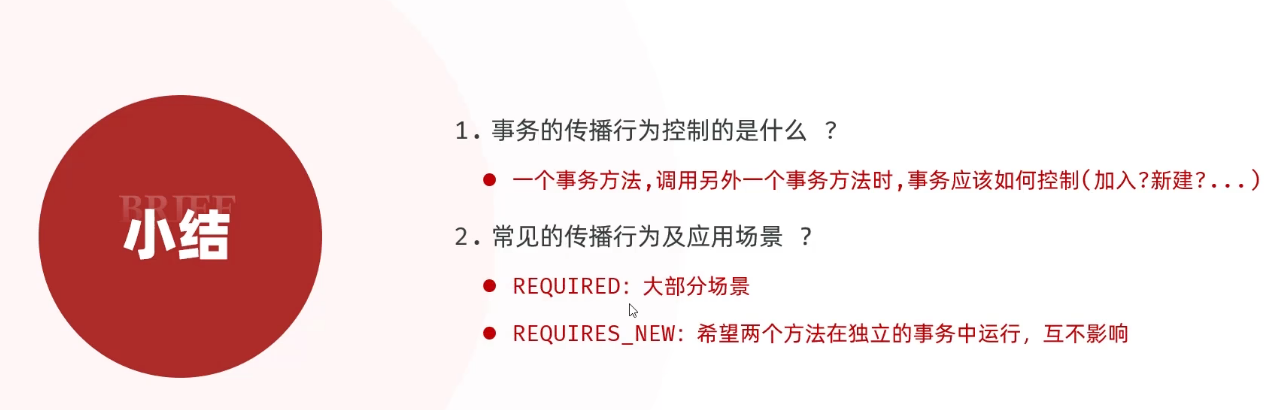 BRIEF
小结
1. 事务的传播行为控制的是什么 ?
一个事务方法,调用另外一个事务方法时,事务应该如何控制(加入?新建?...)
2. 常见的传播行为及应用场景 ?
REQUIRED: 大部分场景
REQUIRES_NEW: 希望两个方法在独立的事务中运行, 互不影响